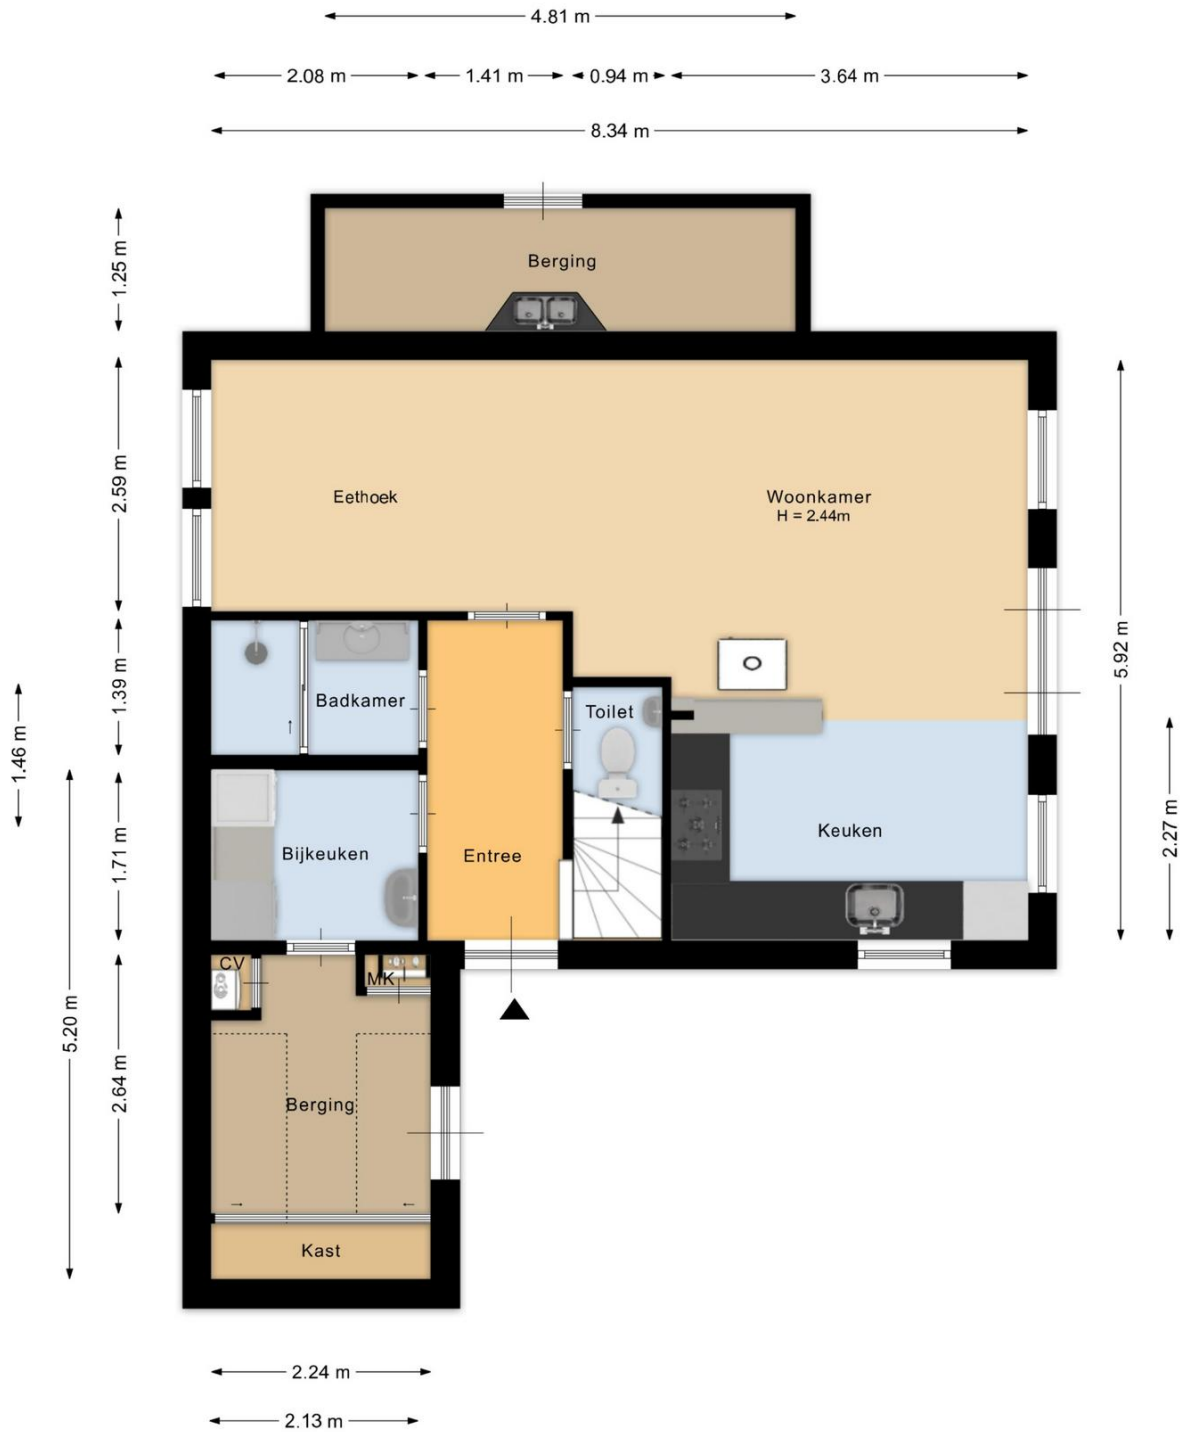 4.81 m
2.08 m
1.41 m
0.94 m
3.64 m
8.34 m
1.25 m
Berging
2.59 m
Eethoek
Woonkamer
H = 2.44m
5.92 m
1.39 m
Badkamer
Toilet
1.46 m
2.27 m
Keuken
1.71 m
Bijkeuken
Entree
CV
MK
5.20 m
2.64 m
Berging
Kast
2.24 m
2.13 m